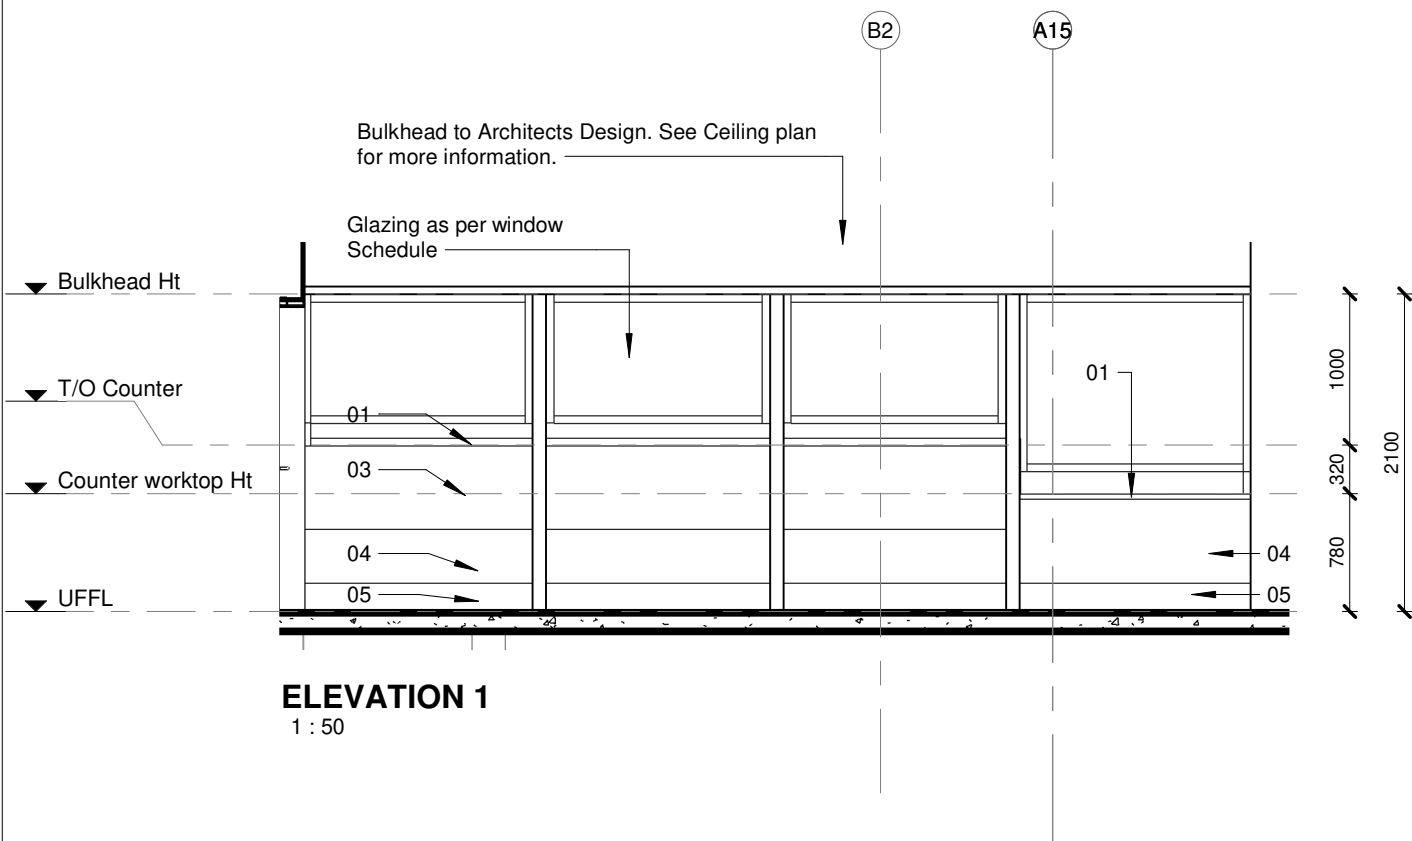 B2
A15
Bulkhead to Architects Design. See Ceiling plan
for more information.
Glazing as per window
Schedule
Bulkhead Ht
T/O Counter
Counter worktop Ht
UFFL
01
03
04
05
01
04
05
1000
320
780
2100
ELEVATION 1
1 : 50